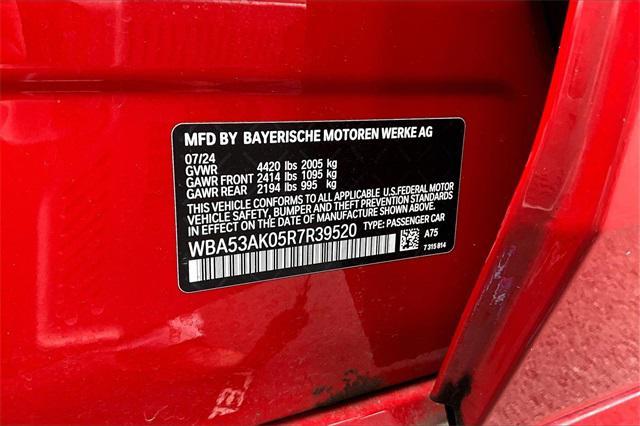 MFD BY BAYERISCHE MOTOREN WERKE AG
07/24
GVWR 4420 lbs 2005 kg
GAWR FRONT 2414 lbs 1095 kg
GAWR REAR 2194 lbs 995 kg
THIS VEHICLE CONFORMS TO ALL APPLICABLE U.S.FEDERAL MOTOR
VEHICLE SAFETY, BUMPER AND THEFT PREVENTION STANDARDS
IN EFFECT ON THE DATE OF MANUFACTURE SHOWN ABOVE.
WBA53AK05R7R39520 TYPE: PASSENGER CAR
A75
7 315 814